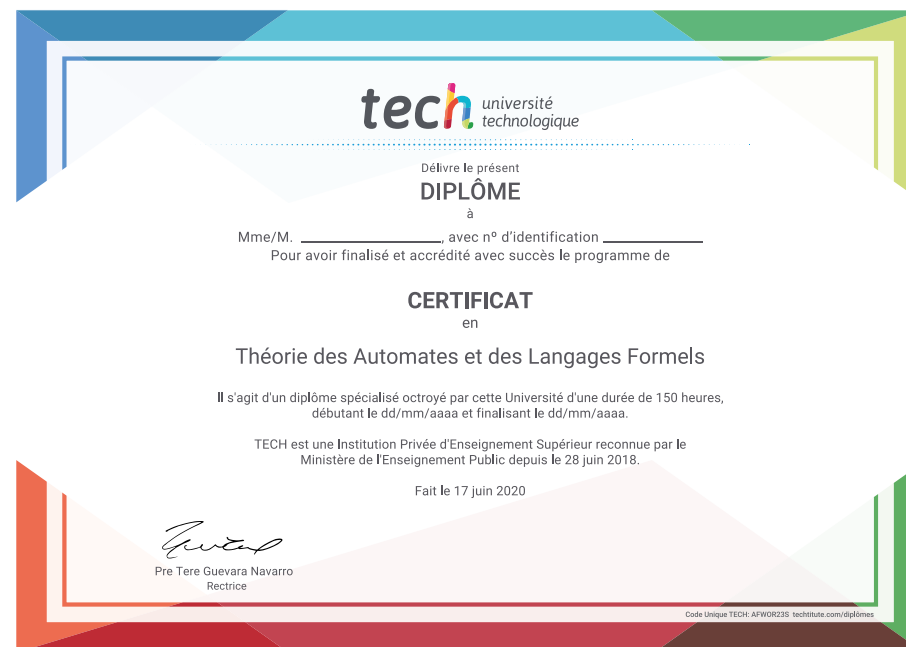 tech université
technologique
Délivre le présent
DIPLÔME
à
Mme/M. ____________________, avec nº d'identification ______________
Pour avoir finalisé et accrédité avec succès le programme de
CERTIFICAT
en
Théorie des Automates et des Langages Formels
Il s'agit d'un diplôme spécialisé octroyé par cette Université d'une durée de 150 heures,
débutant le dd/mm/aaaa et finalisant le dd/mm/aaaa.
TECH est une Institution Privée d'Enseignement Supérieur reconnue par le
Ministère de l'Enseignement Public depuis le 28 juin 2018.
Fait le 17 juin 2020
Pre Tere Guevara Navarro
Rectrice
Code Unique TECH: AFWOR23S techtitute.com/diplômes